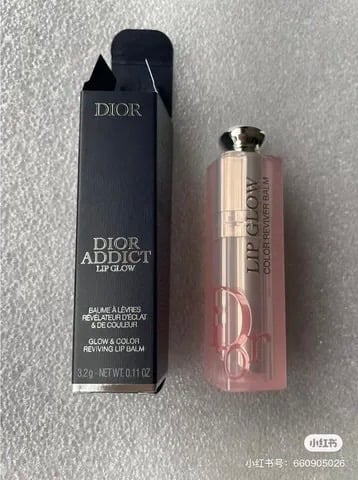 DIOR
DIOR
ADDICT
LIP GLOW
BAUME À LÈVRES
RÉVÉLATEUR D'ÉCLAT
& DE COULEUR
GLOW & COLOR
REVIVING LIP BALM
3.2g - NET WT. 0.11 OZ
LIP GLOW
COLOR REVIVER BALM
Dior
小红书
小红书号：660905026